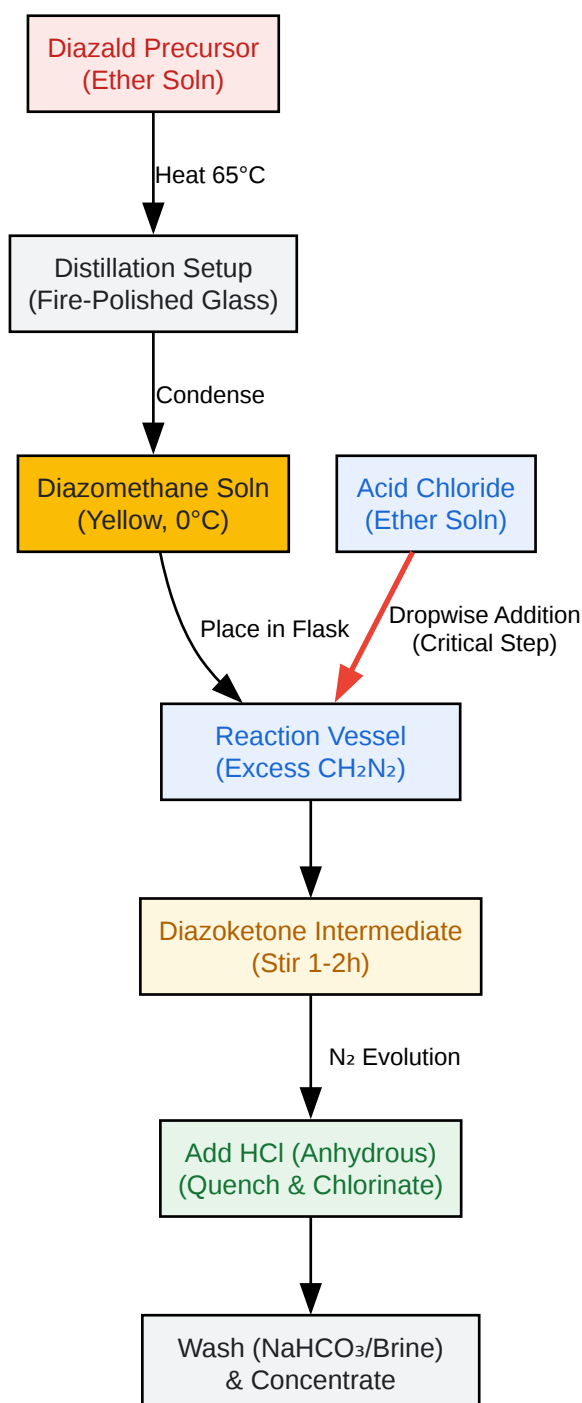 Diazald Precursor
(Ether Soln)
Heat 65°C
Distillation Setup
(Fire-Polished Glass)
Condense
Diazomethane Soln
(Yellow, 0°C)
Acid Chloride
(Ether Soln)
Place in Flask
Dropwise Addition
(Critical Step)
Reaction Vessel
(Excess CH₂N₂)
Diazoketone Intermediate
(Stir 1-2h)
N₂ Evolution
Add HCl (Anhydrous)
(Quench & Chlorinate)
Wash (NaHCO₃/Brine)
& Concentrate